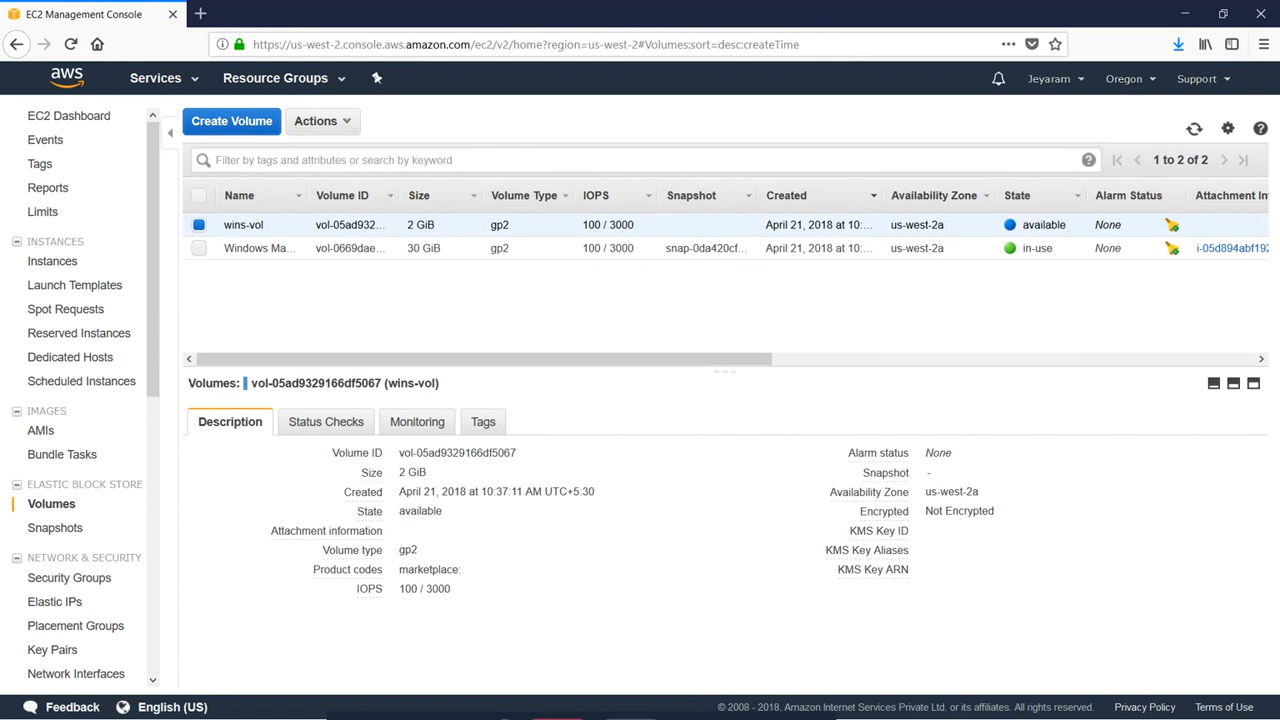 EC2 Management Console
https://us-west-2.console.aws.amazon.com/ec2/v2/home?region=us-west-2#Volumes:sort=desc:createTime
aws
Services
Resource Groups
Jeyaram
Oregon
Support
EC2 Dashboard
Events
Tags
Reports
Limits
INSTANCES
Instances
Launch Templates
Spot Requests
Reserved Instances
Dedicated Hosts
Scheduled Instances
IMAGES
AMIs
Bundle Tasks
ELASTIC BLOCK STORE
Volumes
Snapshots
NETWORK & SECURITY
Security Groups
Elastic IPs
Placement Groups
Key Pairs
Network Interfaces
Create Volume
Actions
Filter by tags and attributes or search by keyword
1 to 2 of 2
Name Volume ID Size Volume Type IOPS Snapshot Created Availability Zone State Alarm Status Attachment In
wins-vol vol-05ad932... 2 GiB gp2 100 / 3000 April 21, 2018 at 10:... us-west-2a available None
Windows Ma... vol-0669dae... 30 GiB gp2 100 / 3000 snap-0da420cf... April 21, 2018 at 10:... us-west-2a in-use None i-05d894abf192
Volumes: vol-05ad9329166df5067 (wins-vol)
Description
Status Checks
Monitoring
Tags
Volume ID vol-05ad9329166df5067
Size 2 GiB
Created April 21, 2018 at 10:37:11 AM UTC+5:30
State available
Attachment information
Volume type gp2
Product codes marketplace:
IOPS 100 / 3000
Alarm status None
Snapshot -
Availability Zone us-west-2a
Encrypted Not Encrypted
KMS Key ID
KMS Key Aliases
KMS Key ARN
Feedback
English (US)
© 2008 - 2018, Amazon Internet Services Private Ltd. or its affiliates. All rights reserved.
Privacy Policy
Terms of Use